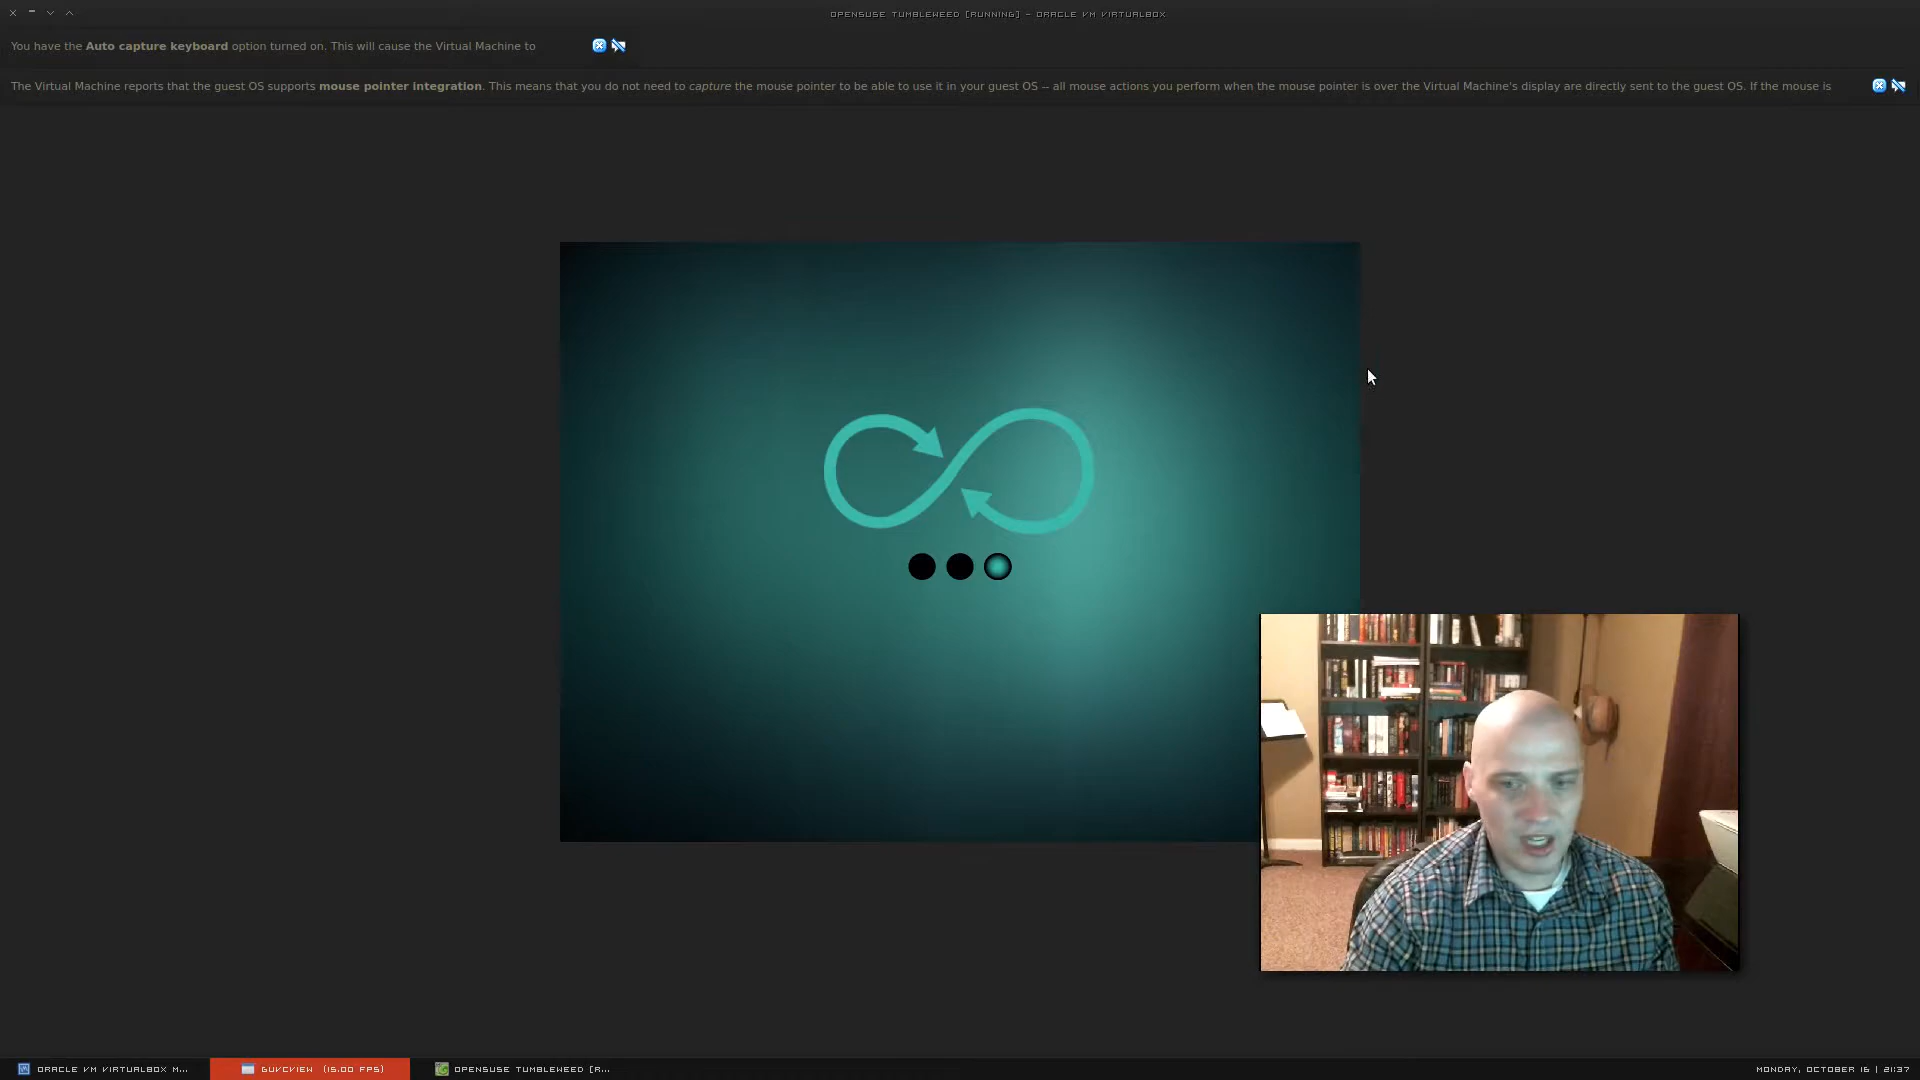 OPENSUSE TUMBLEWEED [RUNNING] - ORACLE VM VIRTUALBOX
You have the Auto capture keyboard option turned on. This will cause the Virtual Machine to
The Virtual Machine reports that the guest OS supports mouse pointer integration. This means that you do not need to capture the mouse pointer to be able to use it in your guest OS -- all mouse actions you perform when the mouse pointer is over the Virtual Machine's display are directly sent to the guest OS. If the mouse is
ORACLE VM VIRTUALBOX M...
GUVCVIEW (15.00 FPS)
OPENSUSE TUMBLEWEED [R...
MONDAY, OCTOBER 16 | 21:37